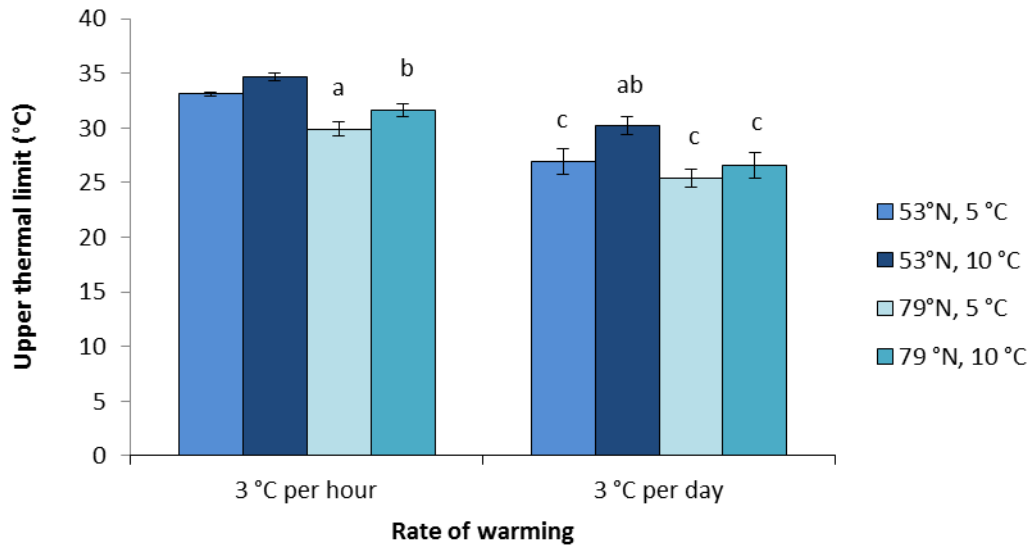 Upper thermal limit (°C)
40
35
30
25
20
15
10
5
0
a
b
c
ab
c
c
3 °C per hour
3 °C per day
Rate of warming
53°N, 5 °C
53°N, 10 °C
79°N, 5 °C
79 °N, 10 °C